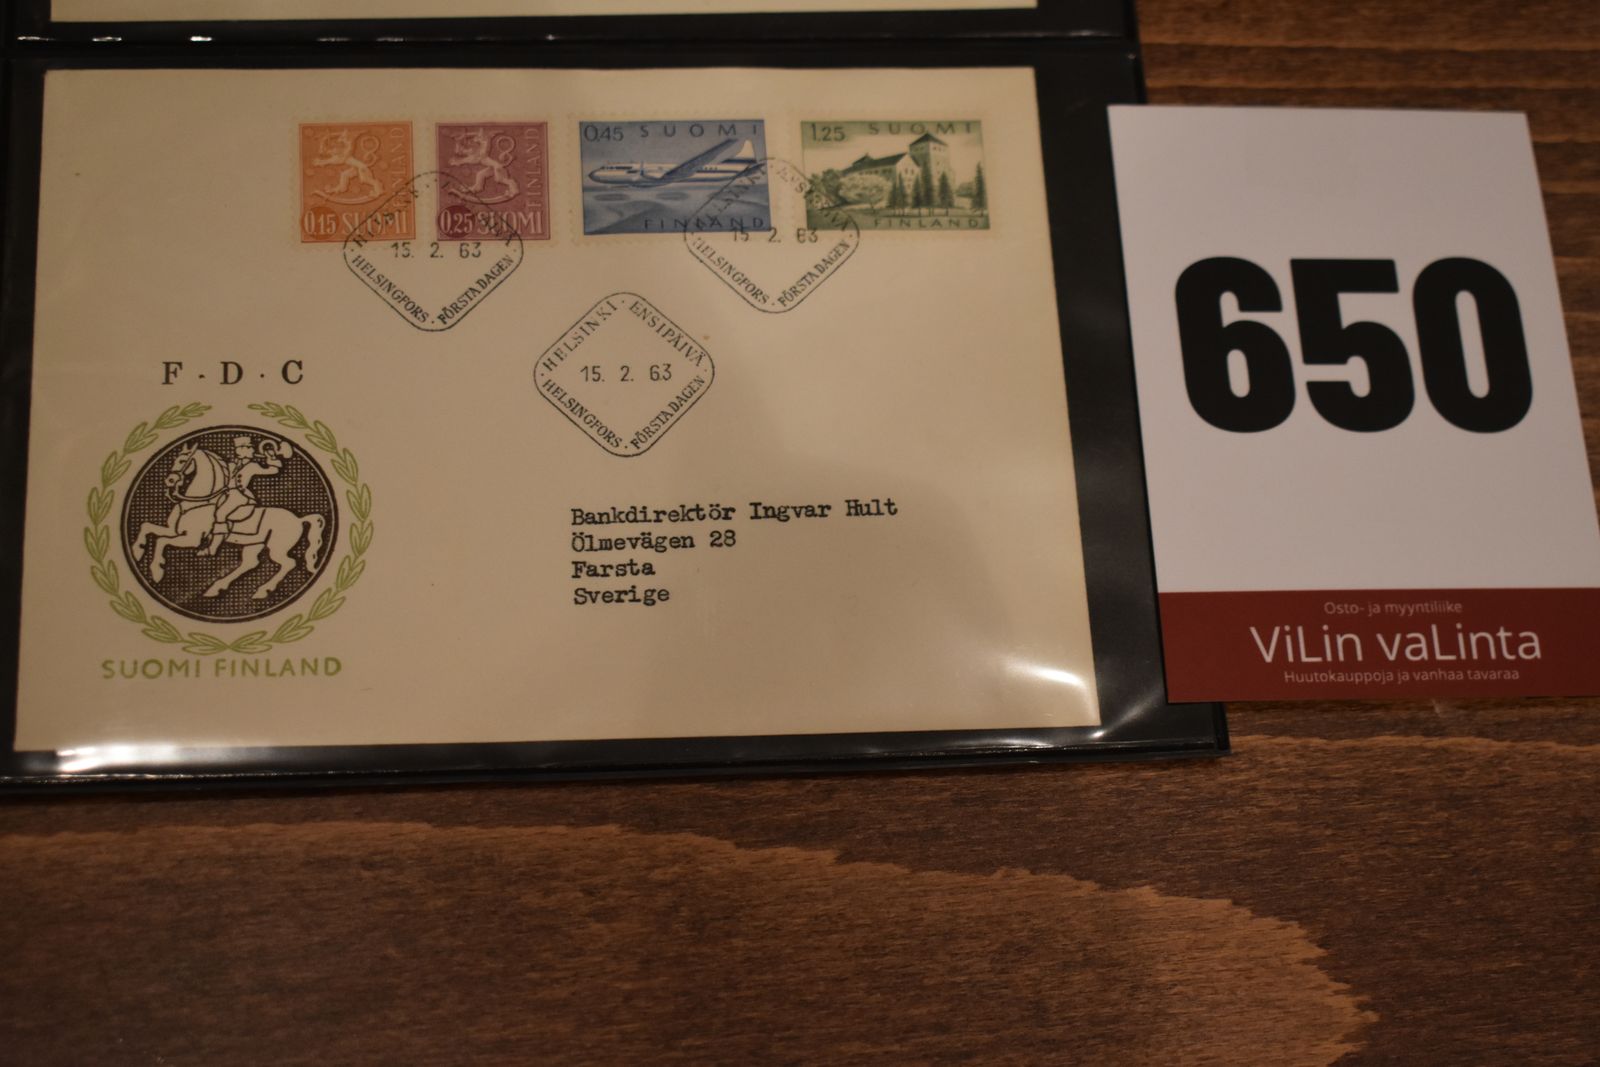 0.15 SUOMI
FINLAND
0.25 SUOMI
FINLAND
0.45 SUOMI
FINLAND
1.25 SUOMI
FINLAND
15. 2. 63
HELSINGFORS · FÖRSTA DAGEN
HELSINKI · ENSIPÄIVÄ
15. 2. 63
HELSINGFORS · FÖRSTA DAGEN
HELSINKI · ENSIPÄIVÄ
15. 2. 63
HELSINGFORS · FÖRSTA DAGEN
F · D · C
SUOMI FINLAND
Bankdirektör Ingvar Hult
Ölmevägen 28
Farsta
Sverige
650
Osto- ja myyntiliike
ViLin vaLinta
Huutokauppoja ja vanhaa tavaraa